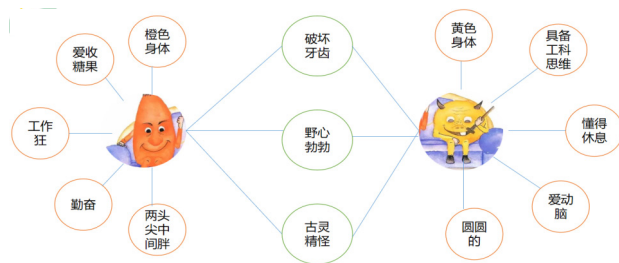 橙色
身体
爱收
糖果
工作
狂
勤奋
两头
尖中
间胖
破坏
牙齿
野心
勃勃
古灵
精怪
黄色
身体
具备
工科
思维
懂得
休息
爱动
脑
圆圆
的